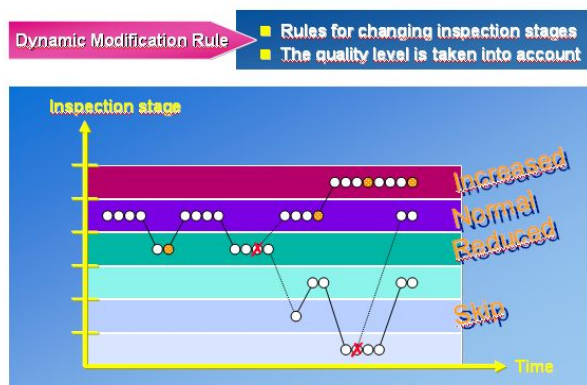 Dynamic Modification Rule
Rules for changing inspection stages
The quality level is taken into account
Inspection stage
Increased
Normal
Reduced
Skip
Time